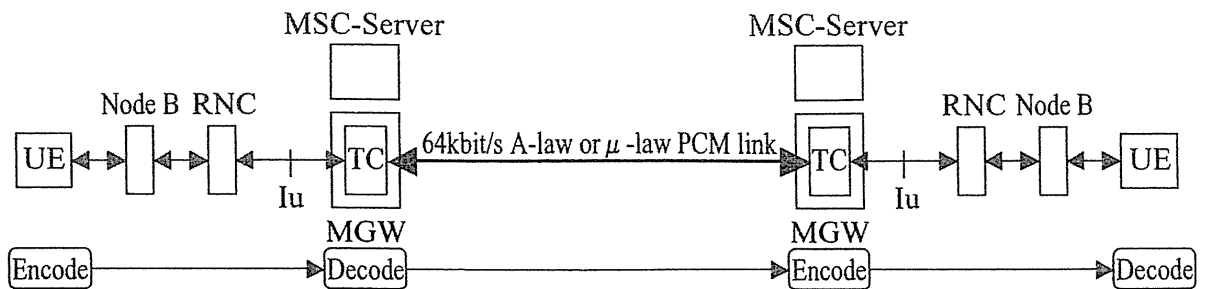 MSC-Server MSC-Server
Node B RNC RNC Node B
64kbit/s A-law or μ-law PCM link
UE TC TC UE
Iu Iu
MGW MGW
Encode Decode Encode Decode